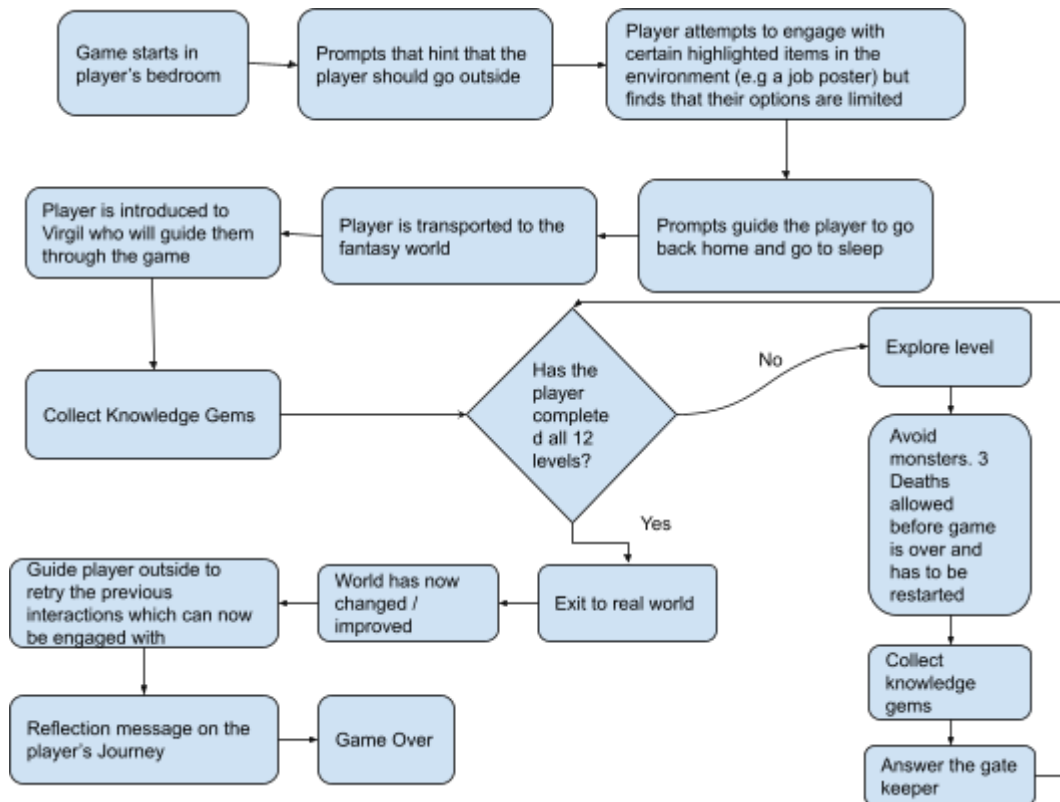 Game starts in
player's bedroom
Prompts that hint that the
player should go outside
Player attempts to engage with
certain highlighted items in the
environment (e.g a job poster) but
finds that their options are limited
Prompts guide the player to go
back home and go to sleep
Player is transported to the
fantasy world
Player is introduced to
Virgil who will guide them
through the game
Collect Knowledge Gems
Has the
player
complete
d all 12
levels?
No
Explore level
Avoid
monsters. 3
Deaths
allowed
before game
is over and
has to be
restarted
Collect
knowledge
gems
Answer the gate
keeper
Yes
Exit to real world
World has now
changed /
improved
Guide player outside to
retry the previous
interactions which can now
be engaged with
Reflection message on the
player's Journey
Game Over